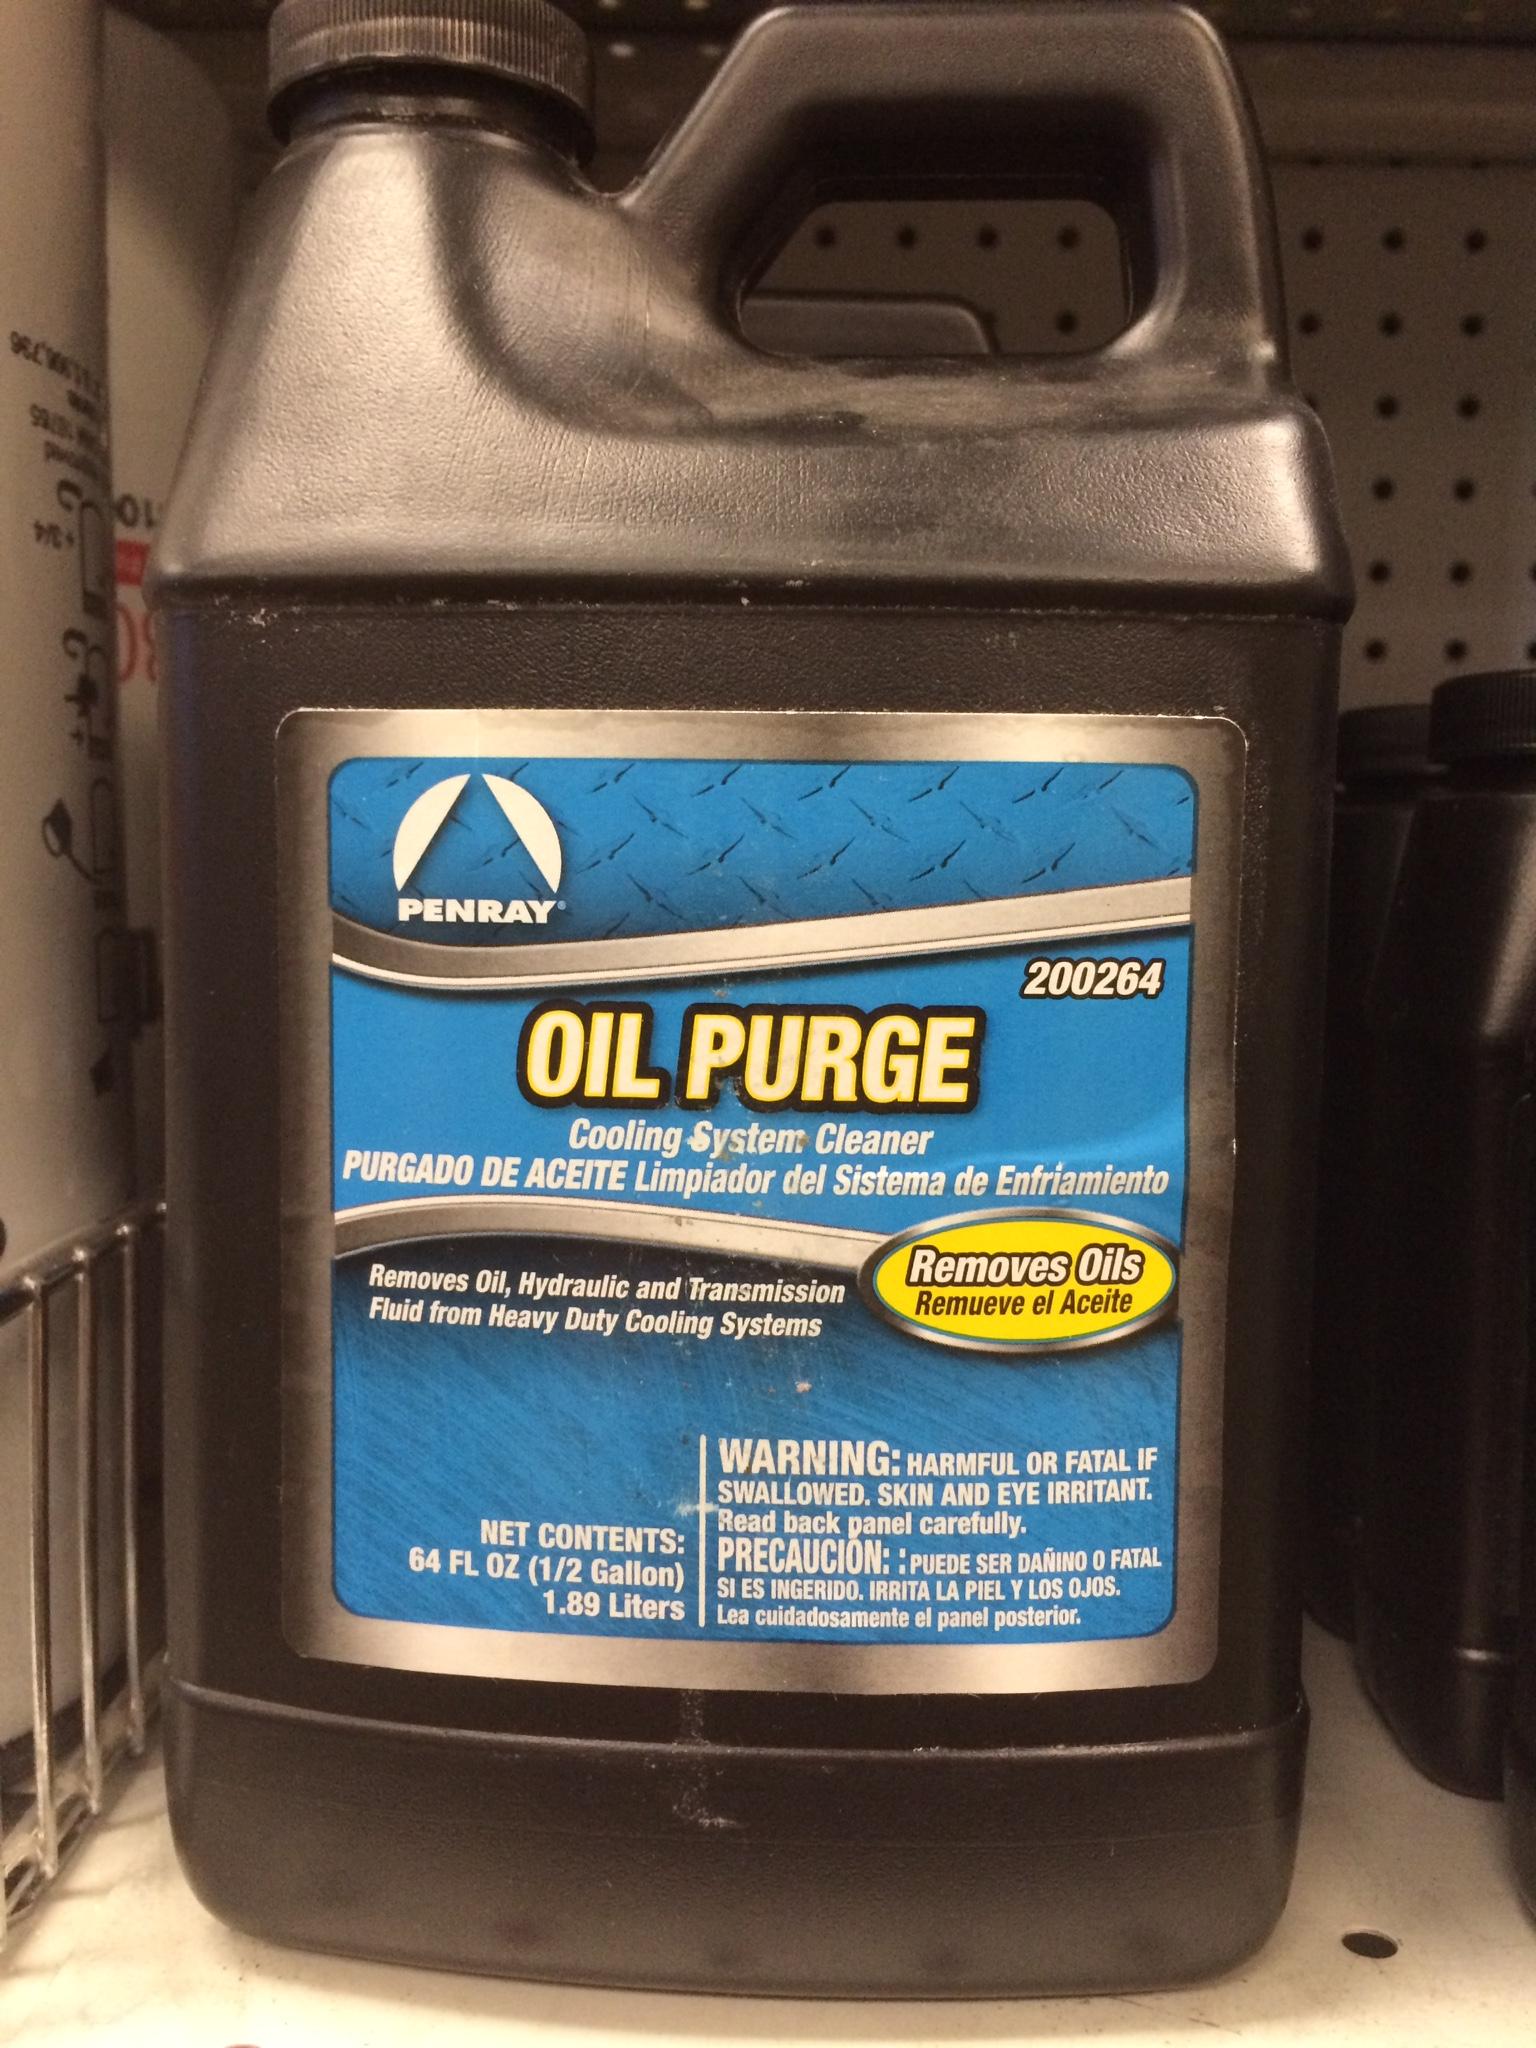 PENRAY®
200264
OIL PURGE
Cooling System Cleaner
PURGADO DE ACEITE Limpiador del Sistema de Enfriamiento
Removes Oil, Hydraulic and Transmission
Fluid from Heavy Duty Cooling Systems
Removes Oils
Remueve el Aceite
NET CONTENTS:
64 FL OZ (1/2 Gallon)
1.89 Liters
WARNING: HARMFUL OR FATAL IF
SWALLOWED. SKIN AND EYE IRRITANT.
Read back panel carefully.
PRECAUCIÓN: : PUEDE SER DAÑINO O FATAL
SI ES INGERIDO. IRRITA LA PIEL Y LOS OJOS.
Lea cuidadosamente el panel posterior.
+ 3/4